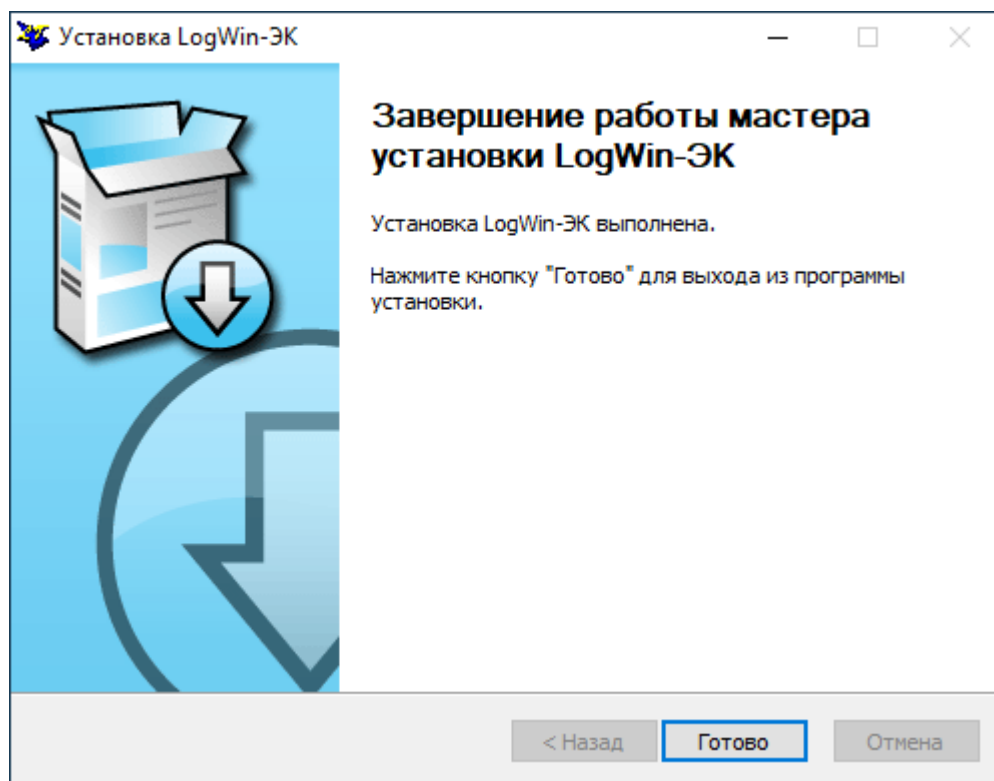 Установка LogWin-ЭК
Завершение работы мастера
установки LogWin-ЭК
Установка LogWin-ЭК выполнена.
Нажмите кнопку "Готово" для выхода из программы
установки.
< Назад
Готово
Отмена